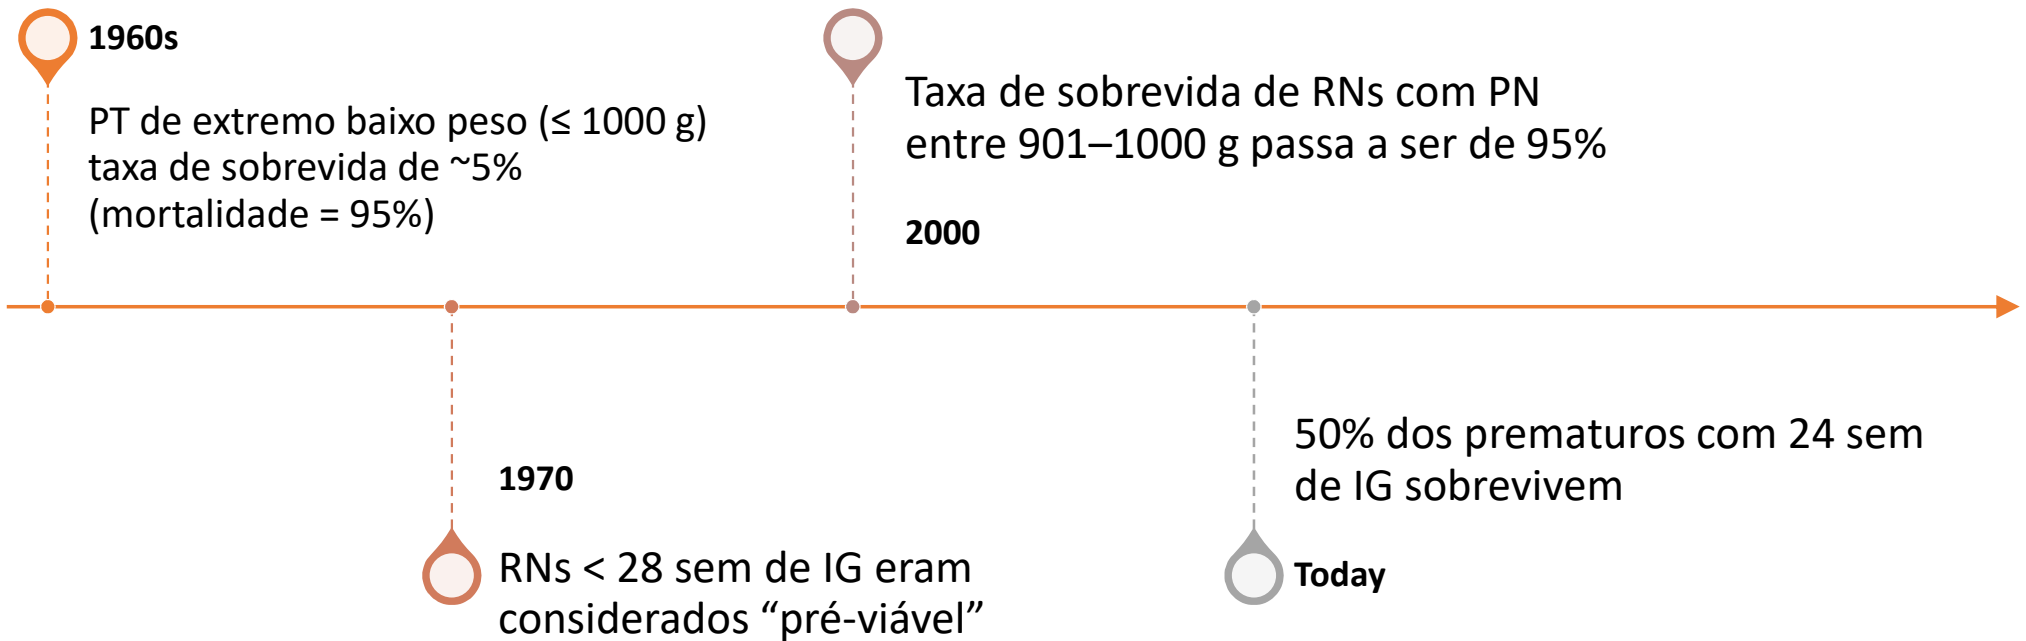 1960s
PT de extremo baixo peso (≤ 1000 g)
taxa de sobrevida de ~5%
(mortalidade = 95%)
1970
RNs < 28 sem de IG eram
considerados “pré-viável”
Taxa de sobrevida de RNs com PN
entre 901–1000 g passa a ser de 95%
2000
50% dos prematuros com 24 sem
de IG sobrevivem
Today